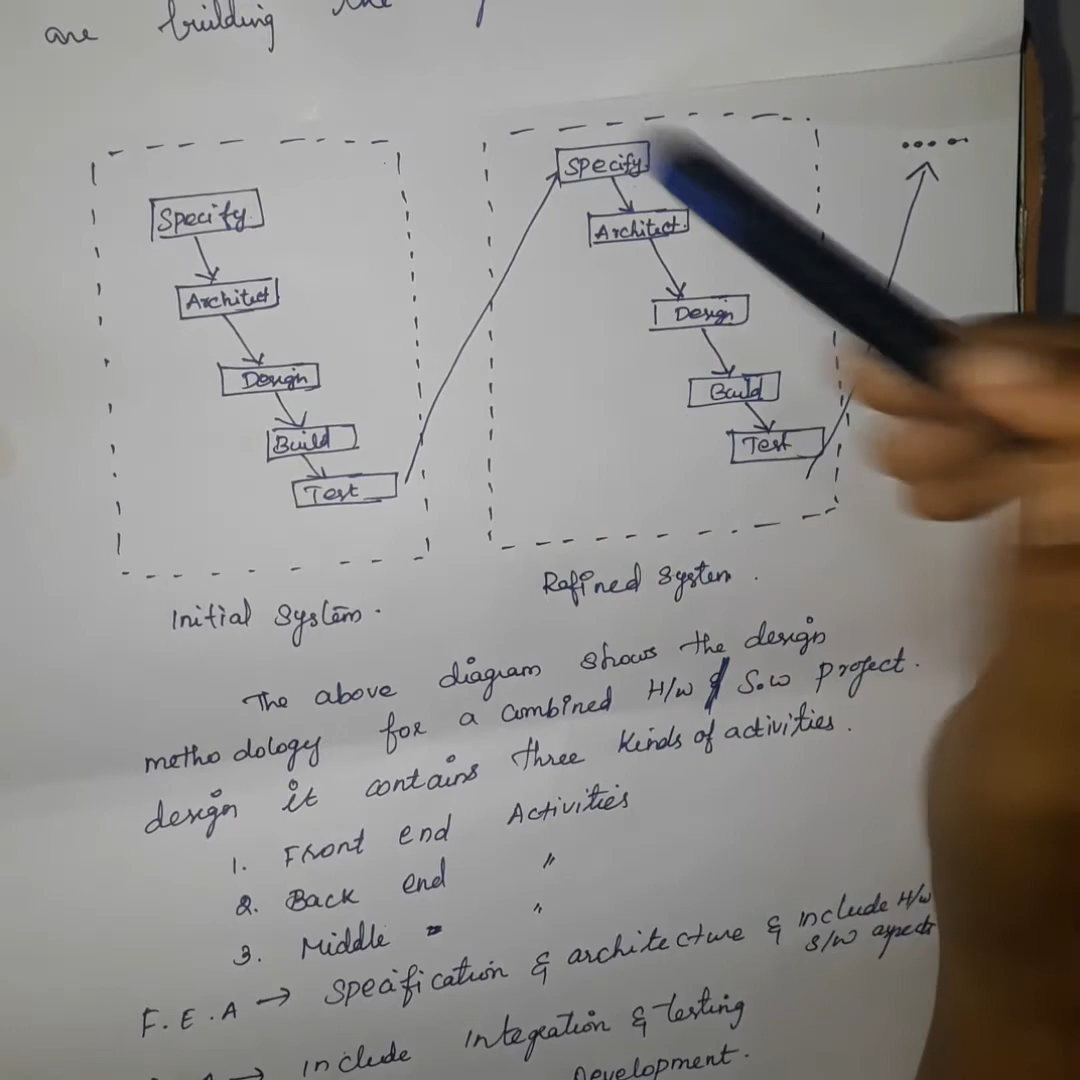 are building the
Specify.
Architect
Design
Build
Test
Specify.
Architect.
Design
Build
Test
.....
Initial System.
Refined System.
The above diagram shows the design
methodology for a combined H/W & S.W project.
design it contains three kinds of activities.
1. Front end Activities
2. Back end "
3. Middle " "
F.E.A → Specification & architecture & include H/W
S/W aspects
→ include Integration & testing
Development.